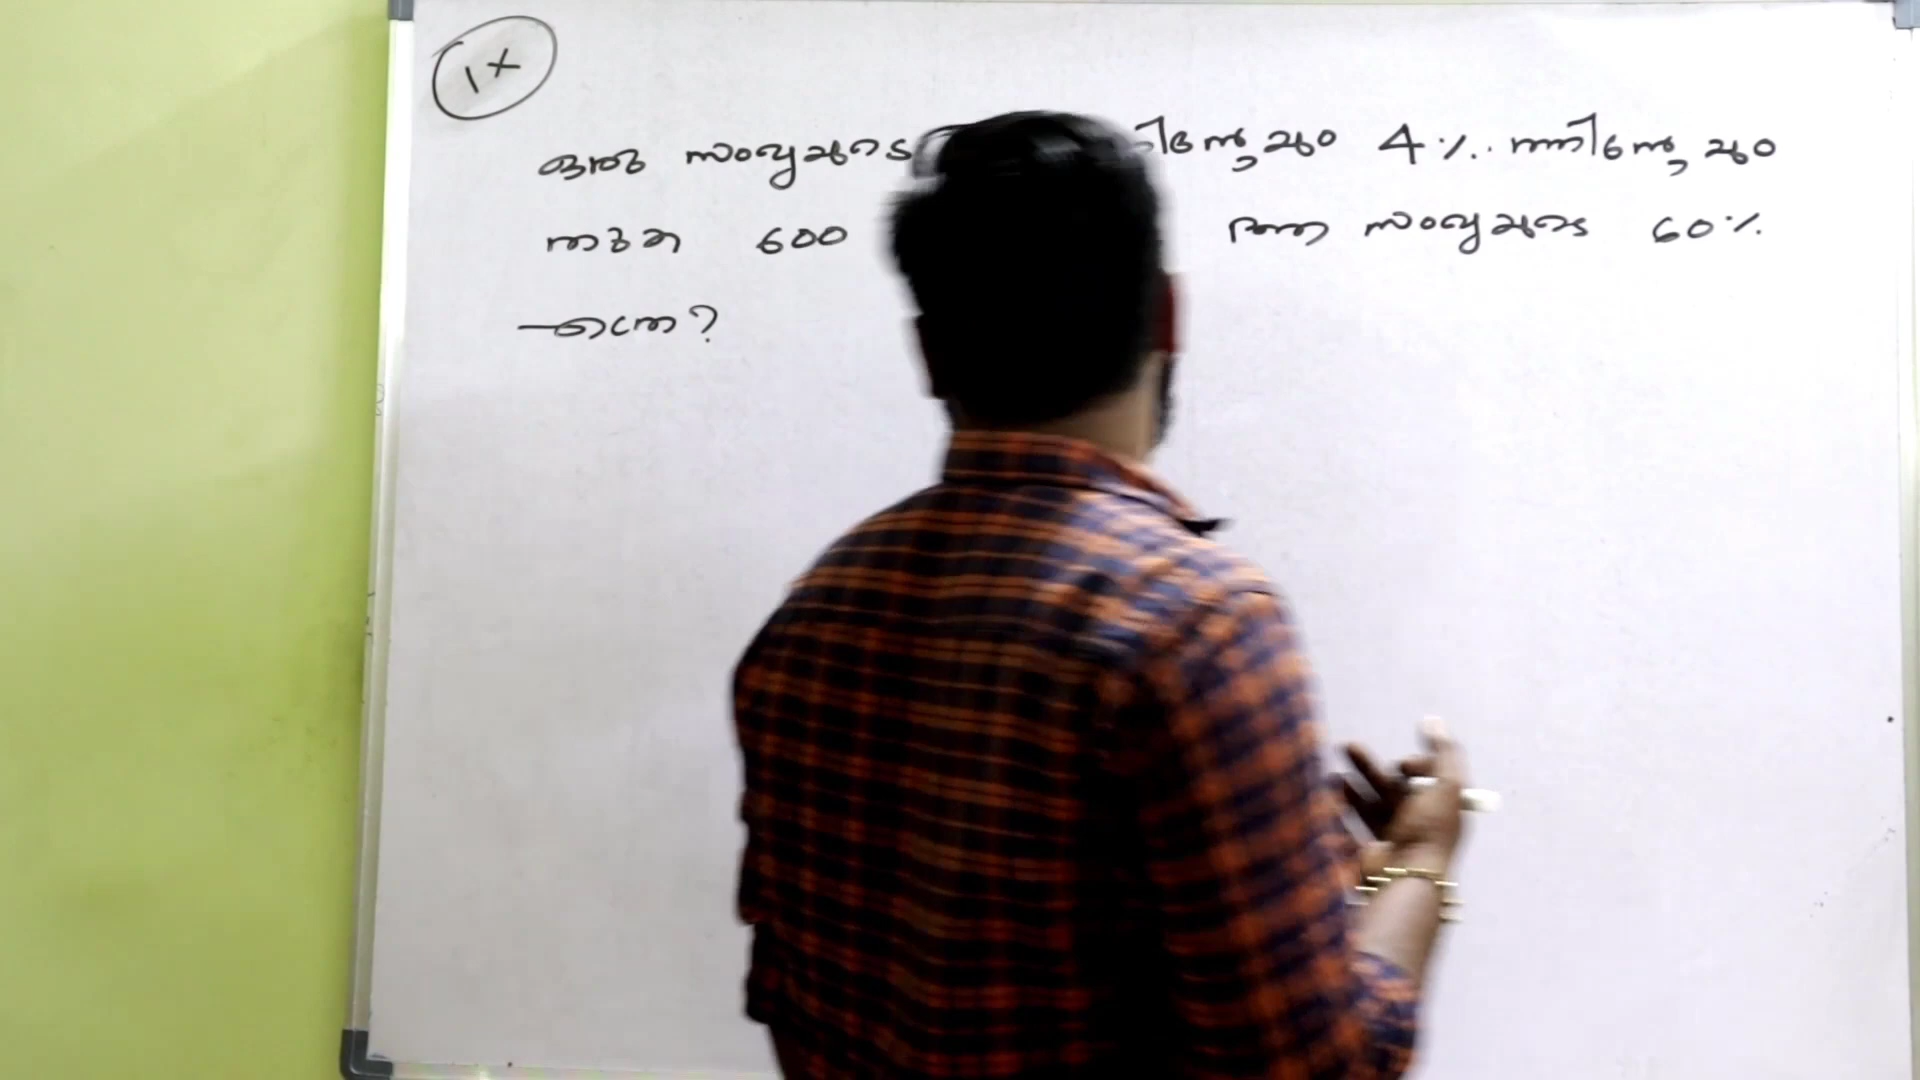 1x
ഒരു സംഖ്യയുടെ 4%. ത്തിന്റേയും
തുക 600 ആ സംഖ്യയുടെ 60%
എത്ര?